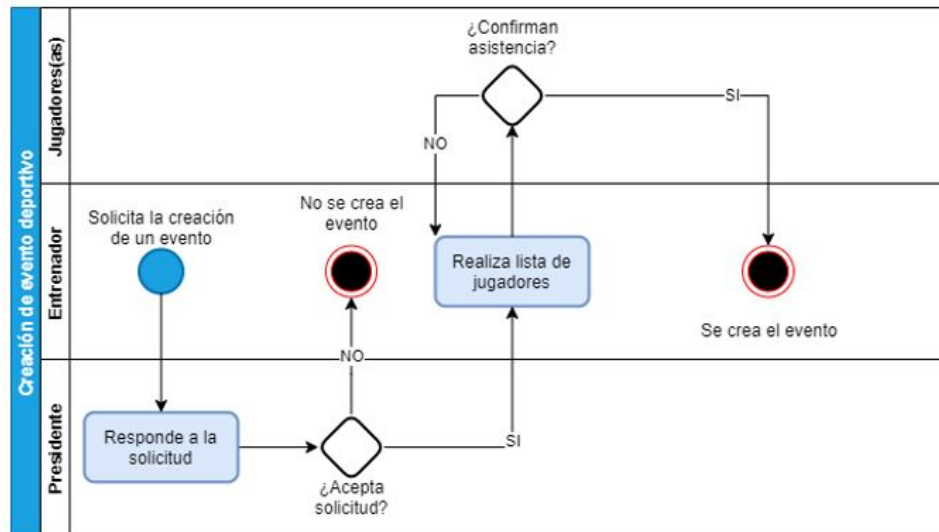 Creación de evento deportivo
Jugadores(as)
¿Confirman
asistencia?
NO
SI
Entrenador
Solicita la creación
de un evento
No se crea el
evento
Realiza lista de
jugadores
Se crea el evento
Presidente
Responde a la
solicitud
NO
¿Acepta
solicitud?
SI